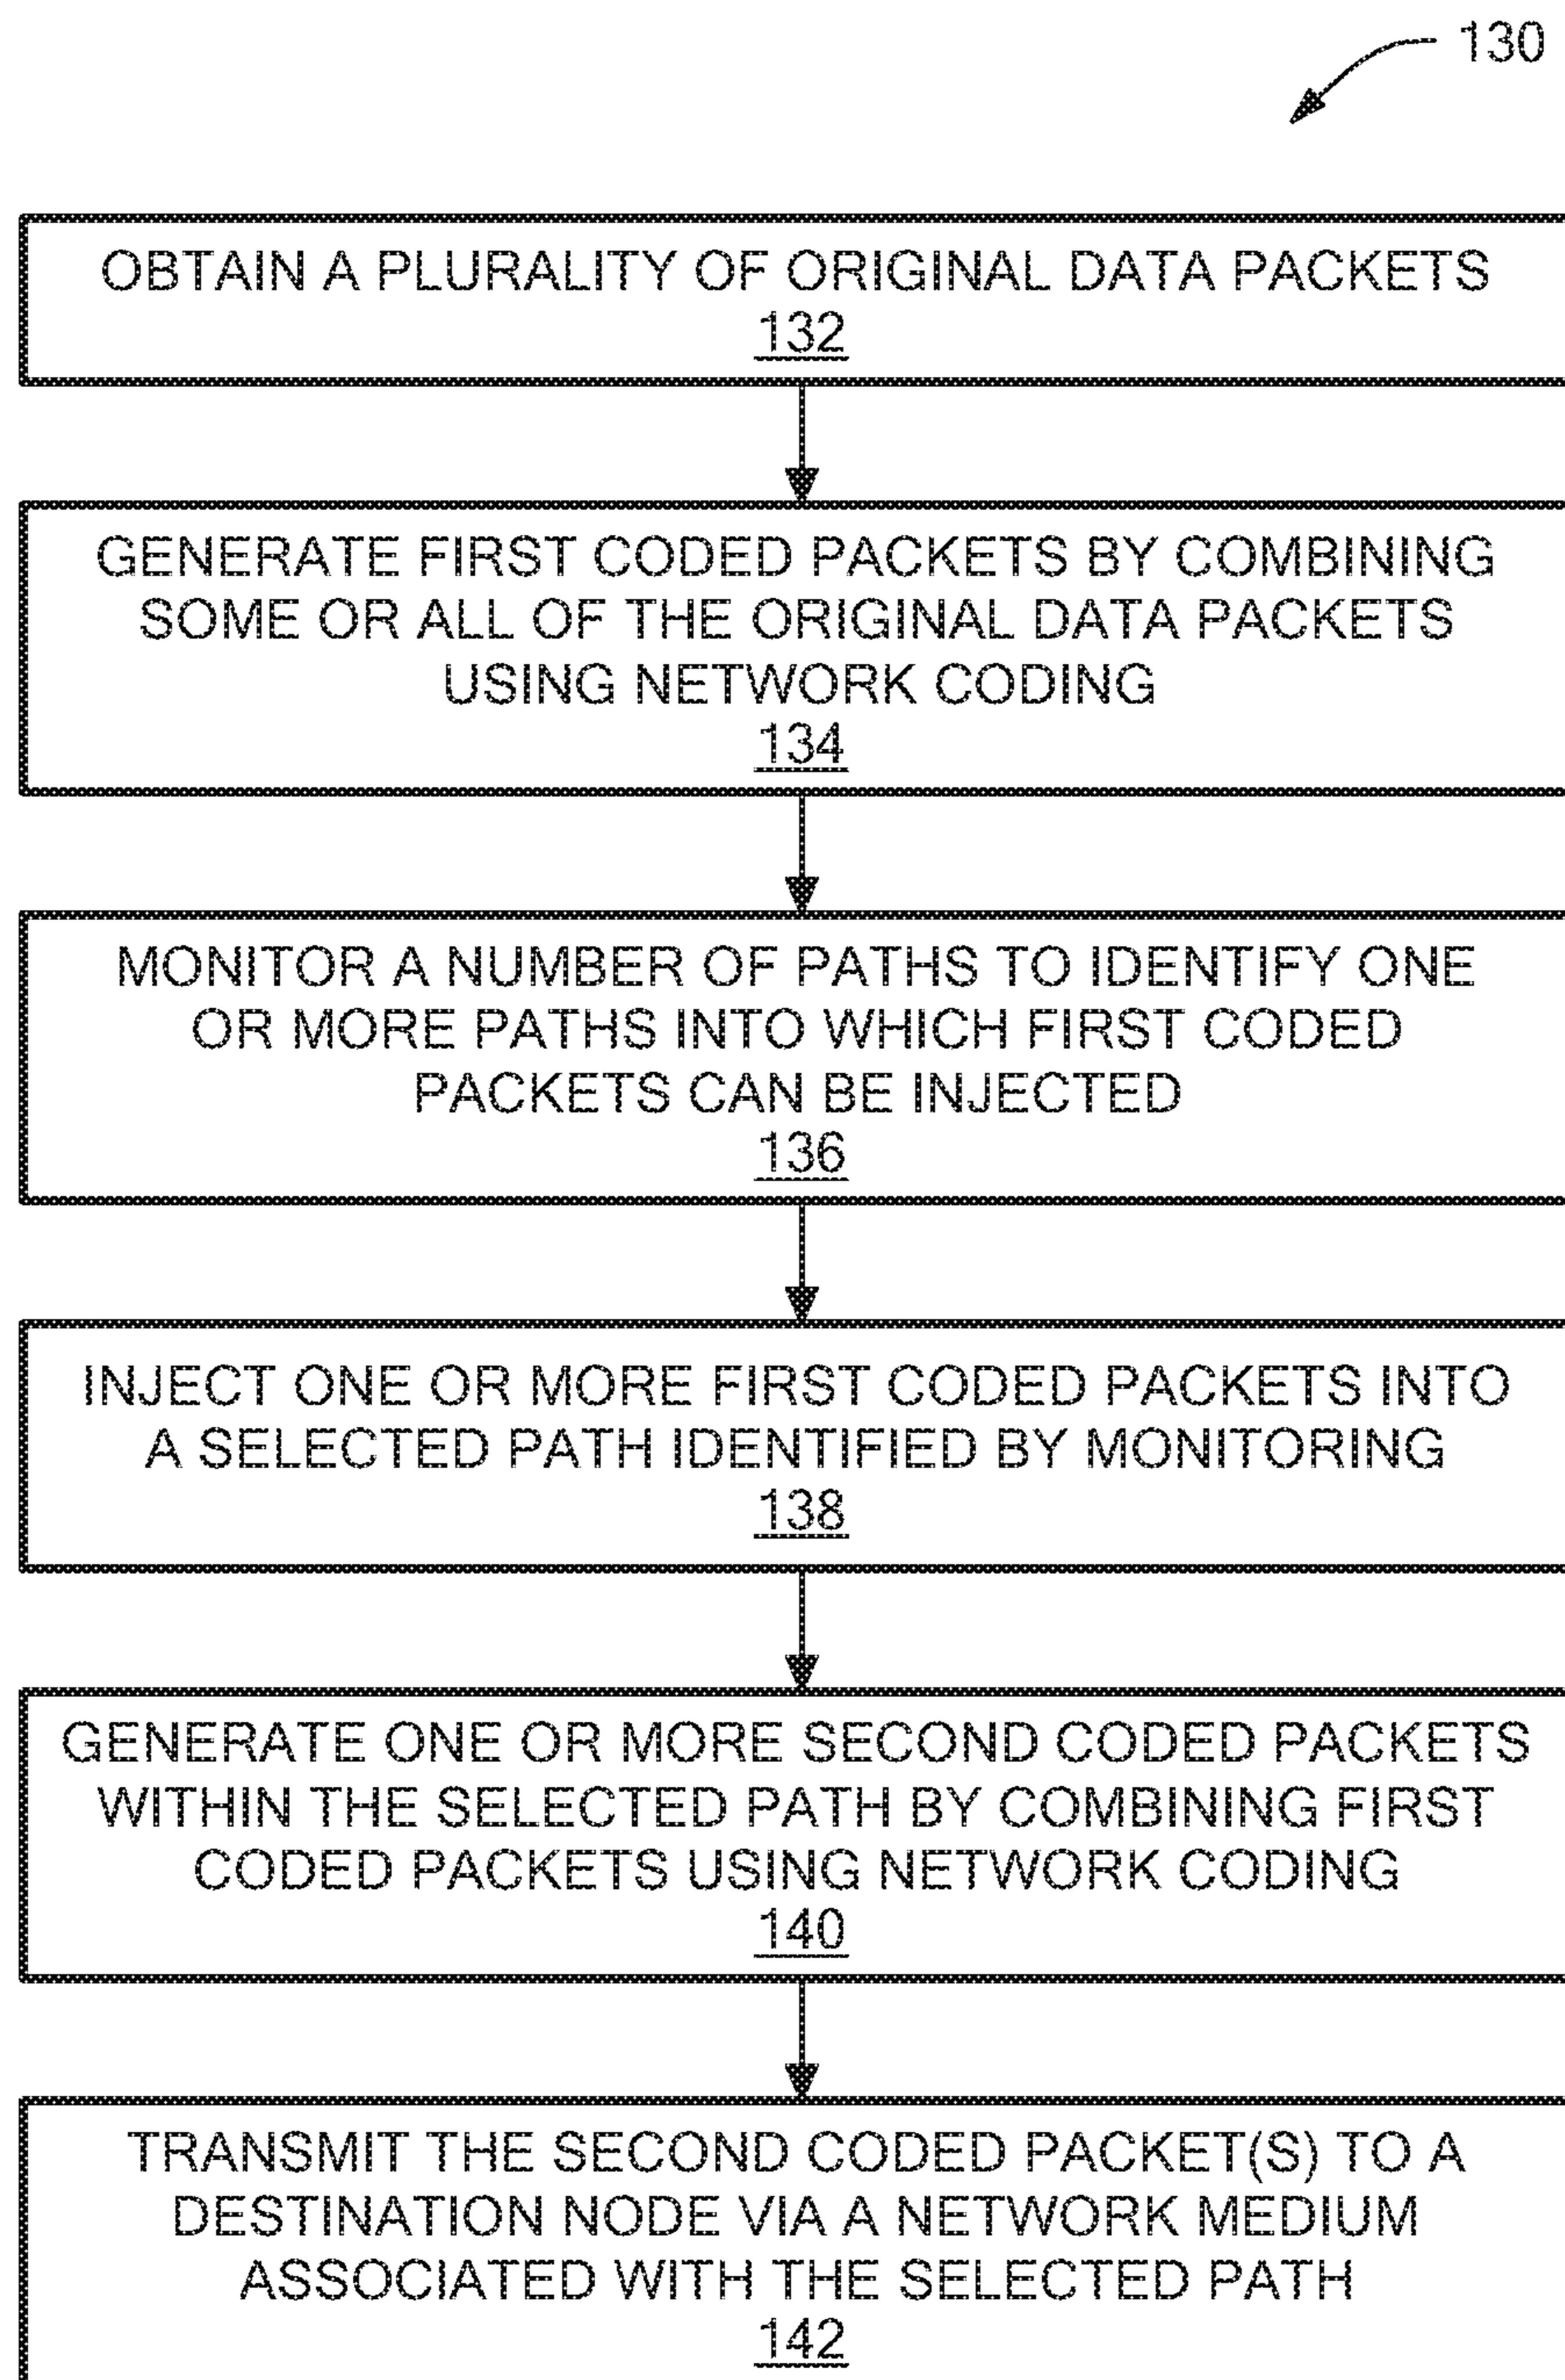 130
OBTAIN A PLURALITY OF ORIGINAL DATA PACKETS
132
GENERATE FIRST CODED PACKETS BY COMBINING
SOME OR ALL OF THE ORIGINAL DATA PACKETS
USING NETWORK CODING
134
MONITOR A NUMBER OF PATHS TO IDENTIFY ONE
OR MORE PATHS INTO WHICH FIRST CODED
PACKETS CAN BE INJECTED
136
INJECT ONE OR MORE FIRST CODED PACKETS INTO
A SELECTED PATH IDENTIFIED BY MONITORING
138
GENERATE ONE OR MORE SECOND CODED PACKETS
WITHIN THE SELECTED PATH BY COMBINING FIRST
CODED PACKETS USING NETWORK CODING
140
TRANSMIT THE SECOND CODED PACKET(S) TO A
DESTINATION NODE VIA A NETWORK MEDIUM
ASSOCIATED WITH THE SELECTED PATH
142